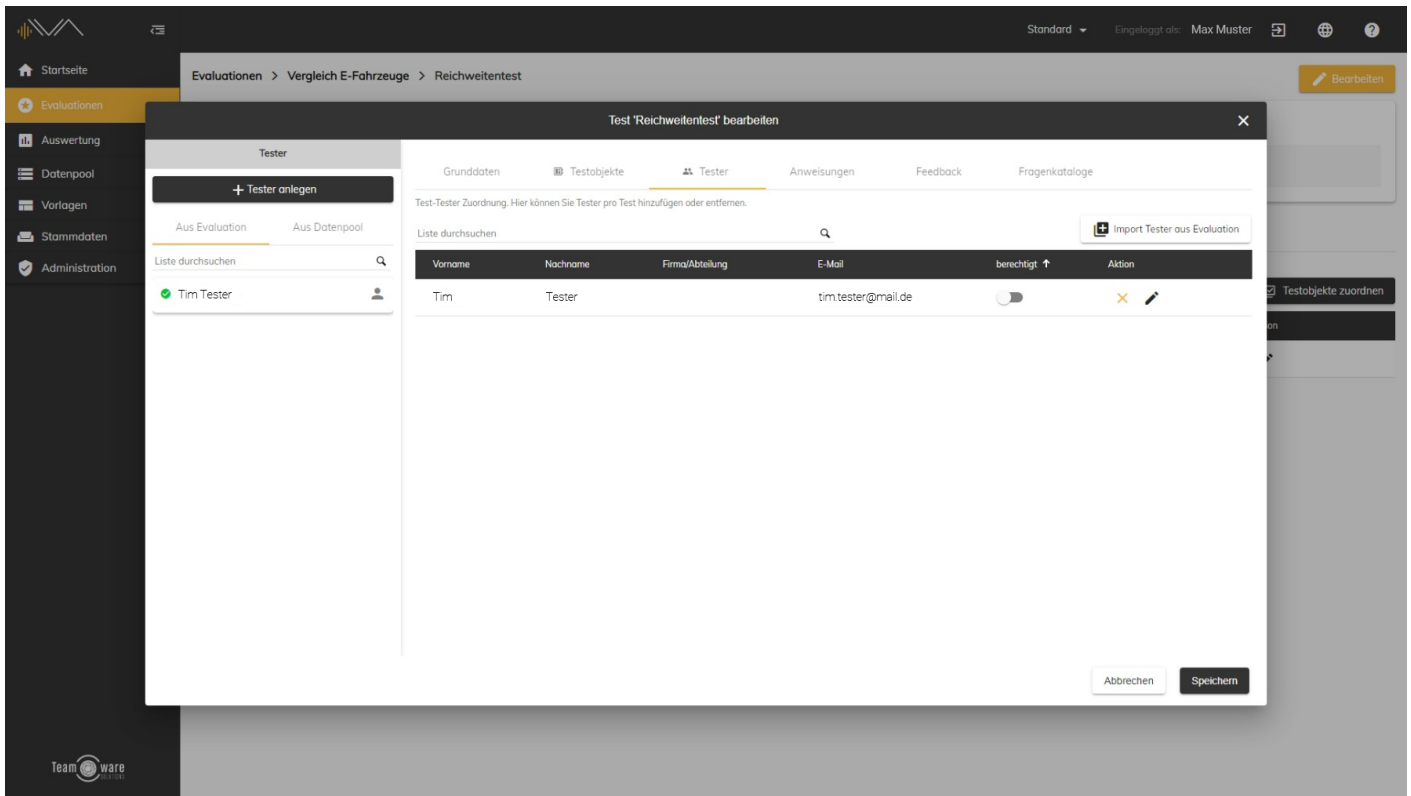 Standard
Eingeloggt als: Max Muster
Startseite
Evaluationen
Auswertung
Datenpool
Vorlagen
Stammdaten
Administration
Team ware
SOLUTIONS
Evaluationen > Vergleich E-Fahrzeuge > Reichweitentest
Bearbeiten
Test 'Reichweitentest' bearbeiten
Tester
Tester anlegen
Aus Evaluation Aus Datenpool
Liste durchsuchen
Tim Tester
Grunddaten Testobjekte Tester Anweisungen Feedback Fragenkataloge
Test-Tester Zuordnung. Hier können Sie Tester pro Test hinzufügen oder entfernen.
Liste durchsuchen
Import Tester aus Evaluation
Vorname Nachname Firma/Abteilung E-Mail berechtigt Aktion
Tim Tester tim.tester@mail.de
Abbrechen Speichern
Testobjekte zuordnen
on